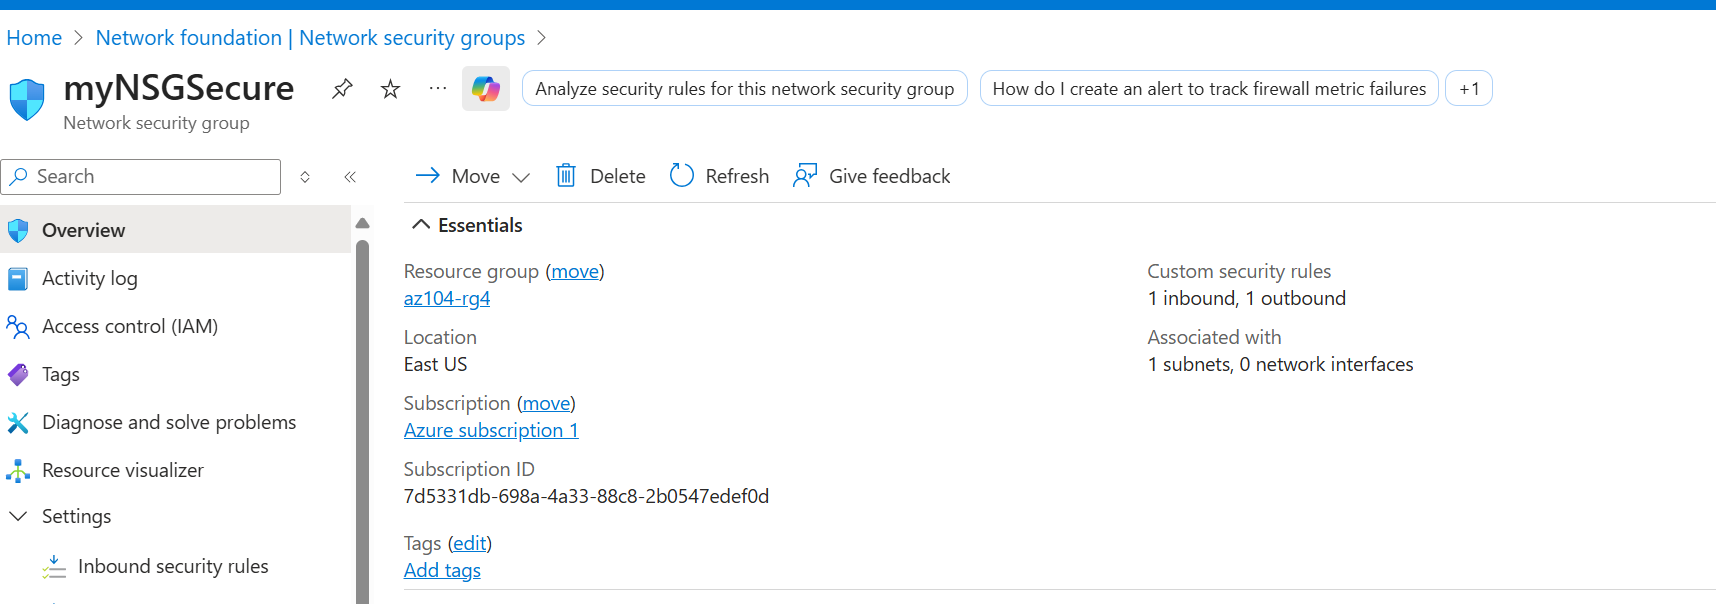 Home > Network foundation | Network security groups >
myNSGSecure ... Analyze security rules for this network security group How do I create an alert to track firewall metric failures +1
Network security group
Search
Move Delete Refresh Give feedback
Overview
Activity log
Access control (IAM)
Tags
Diagnose and solve problems
Resource visualizer
Settings
Inbound security rules
Essentials
Resource group (move)
az104-rg4
Location
East US
Subscription (move)
Azure subscription 1
Subscription ID
7d5331db-698a-4a33-88c8-2b0547edef0d
Tags (edit)
Add tags
Custom security rules
1 inbound, 1 outbound
Associated with
1 subnets, 0 network interfaces